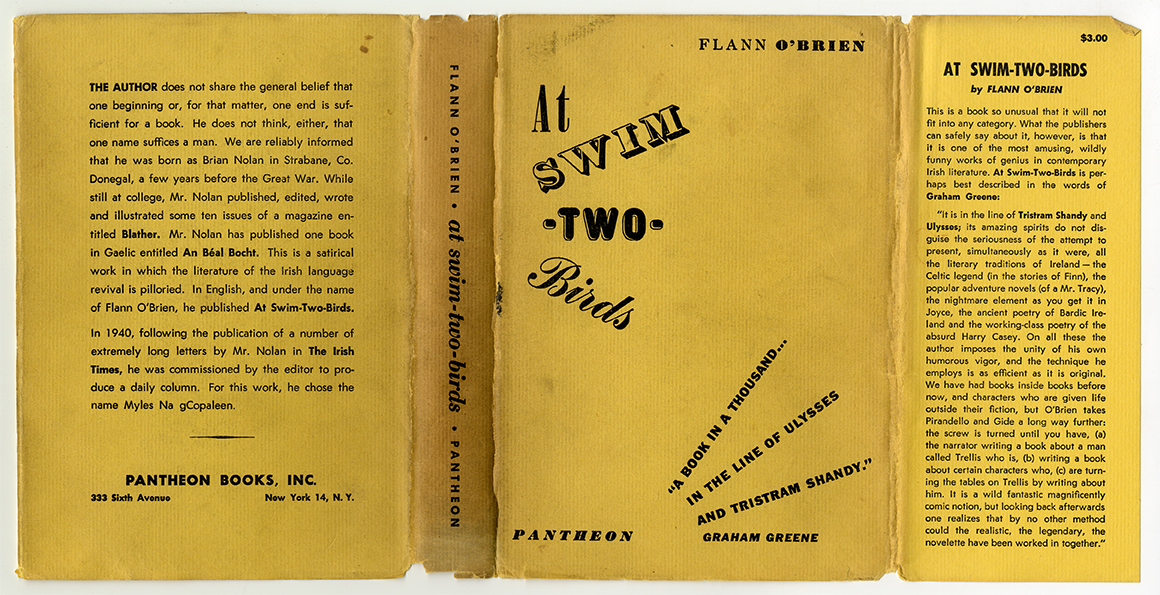 THE AUTHOR does not share the general belief that
one beginning or, for that matter, one end is suf-
ficient for a book. He does not think, either, that
one name suffices a man. We are reliably informed
that he was born as Brian Nolan in Strabane, Co.
Donegal, a few years before the Great War. While
still at college, Mr. Nolan published, edited, wrote
and illustrated some ten issues of a magazine en-
titled Blather. Mr. Nolan has published one book
in Gaelic entitled An Béal Bocht. This is a satirical
work in which the literature of the Irish language
revival is pilloried. In English, and under the name
of Flann O'Brien, he published At Swim-Two-Birds.
In 1940, following the publication of a number of
extremely long letters by Mr. Nolan in The Irish
Times, he was commissioned by the editor to pro-
duce a daily column. For this work, he chose the
name Myles Na gCopaleen.
PANTHEON BOOKS, INC.
333 Sixth Avenue New York 14, N. Y.
FLANN O'BRIEN • at swim-two-birds • PANTHEON
FLANN O'BRIEN
At
SWIM
-TWO-
Birds
"A BOOK IN A THOUSAND...
IN THE LINE OF ULYSSES
AND TRISTRAM SHANDY."
GRAHAM GREENE
PANTHEON
$3.00
AT SWIM-TWO-BIRDS
by FLANN O'BRIEN
This is a book so unusual that it will not
fit into any category. What the publishers
can safely say about it, however, is that
it is one of the most amusing, wildly
funny works of genius in contemporary
Irish literature. At Swim-Two-Birds is per-
haps best described in the words of
Graham Greene:
"It is in the line of Tristram Shandy and
Ulysses; its amazing spirits do not dis-
guise the seriousness of the attempt to
present, simultaneously as it were, all
the literary traditions of Ireland—the
Celtic legend (in the stories of Finn), the
popular adventure novels (of a Mr. Tracy),
the nightmare element as you get it in
Joyce, the ancient poetry of Bardic Ire-
land and the working-class poetry of the
absurd Harry Casey. On all these the
author imposes the unity of his own
humorous vigor, and the technique he
employs is as efficient as it is original.
We have had books inside books before
now, and characters who are given life
outside their fiction, but O'Brien takes
Pirandello and Gide a long way further:
the screw is turned until you have, (a)
the narrator writing a book about a man
called Trellis who is, (b) writing a book
about certain characters who, (c) are turn-
ing the tables on Trellis by writing about
him. It is a wild fantastic magnificently
comic notion, but looking back afterwards
one realizes that by no other method
could the realistic, the legendary, the
novelette have been worked in together."